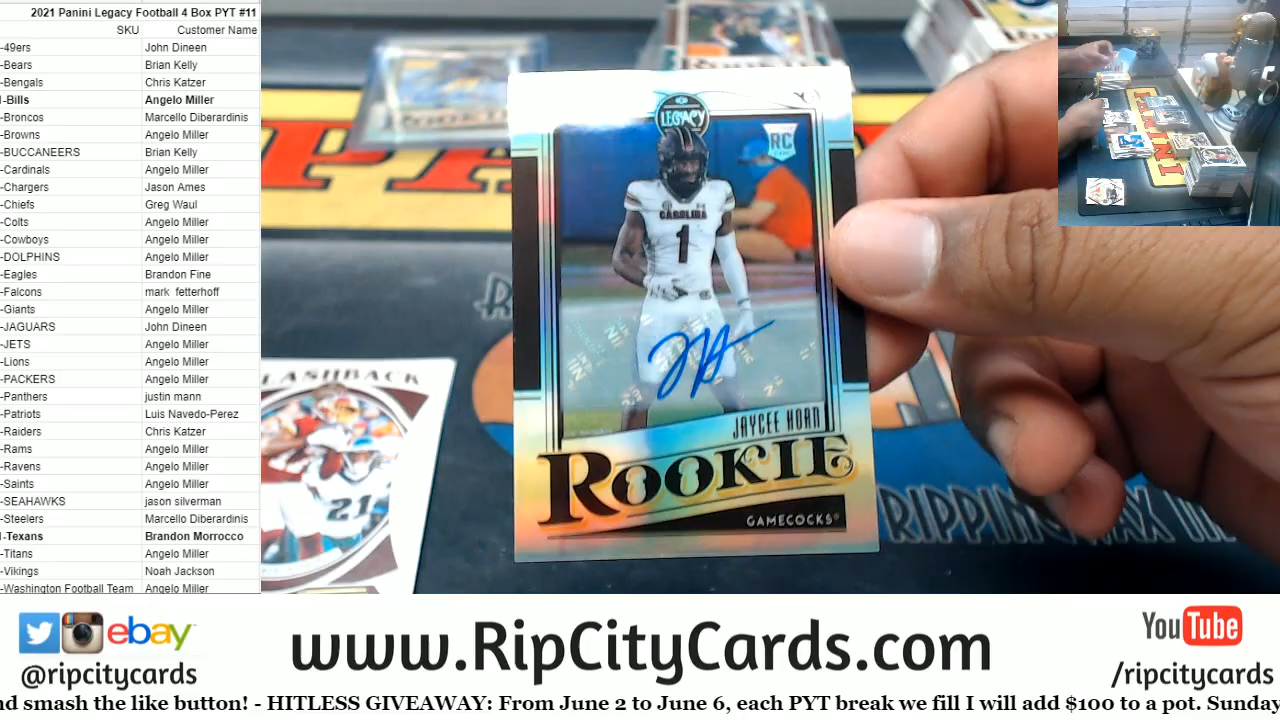 2021 Panini Legacy Football 4 Box PYT #11
SKU Customer Name
-49ers John Dineen
-Bears Brian Kelly
-Bengals Chris Katzer
-Bills Angelo Miller
-Broncos Marcello Diberardinis
-Browns Angelo Miller
-BUCCANEERS Brian Kelly
-Cardinals Angelo Miller
-Chargers Jason Ames
-Chiefs Greg Waul
-Colts Angelo Miller
-Cowboys Angelo Miller
-DOLPHINS Angelo Miller
-Eagles Brandon Fine
-Falcons mark fetterhoff
-Giants Angelo Miller
-JAGUARS John Dineen
-JETS Angelo Miller
-Lions Angelo Miller
-PACKERS Angelo Miller
-Panthers justin mann
-Patriots Luis Navedo-Perez
-Raiders Chris Katzer
-Rams Angelo Miller
-Ravens Angelo Miller
-Saints Angelo Miller
-SEAHAWKS jason silverman
-Steelers Marcello Diberardinis
-Texans Brandon Morrocco
-Titans Angelo Miller
-Vikings Noah Jackson
-Washington Football Team Angelo Miller
LEGACY
RC
CAROLINA
1
JAYCEE HORN
ROOKIE
GAMECOCKS®
FLASHBACK
21
RIPPING WAX
PANINI
ebay
@ripcitycards
www.RipCityCards.com
YouTube
/ripcitycards
nd smash the like button! - HITLESS GIVEAWAY: From June 2 to June 6, each PYT break we fill I will add $100 to a pot. Sunday